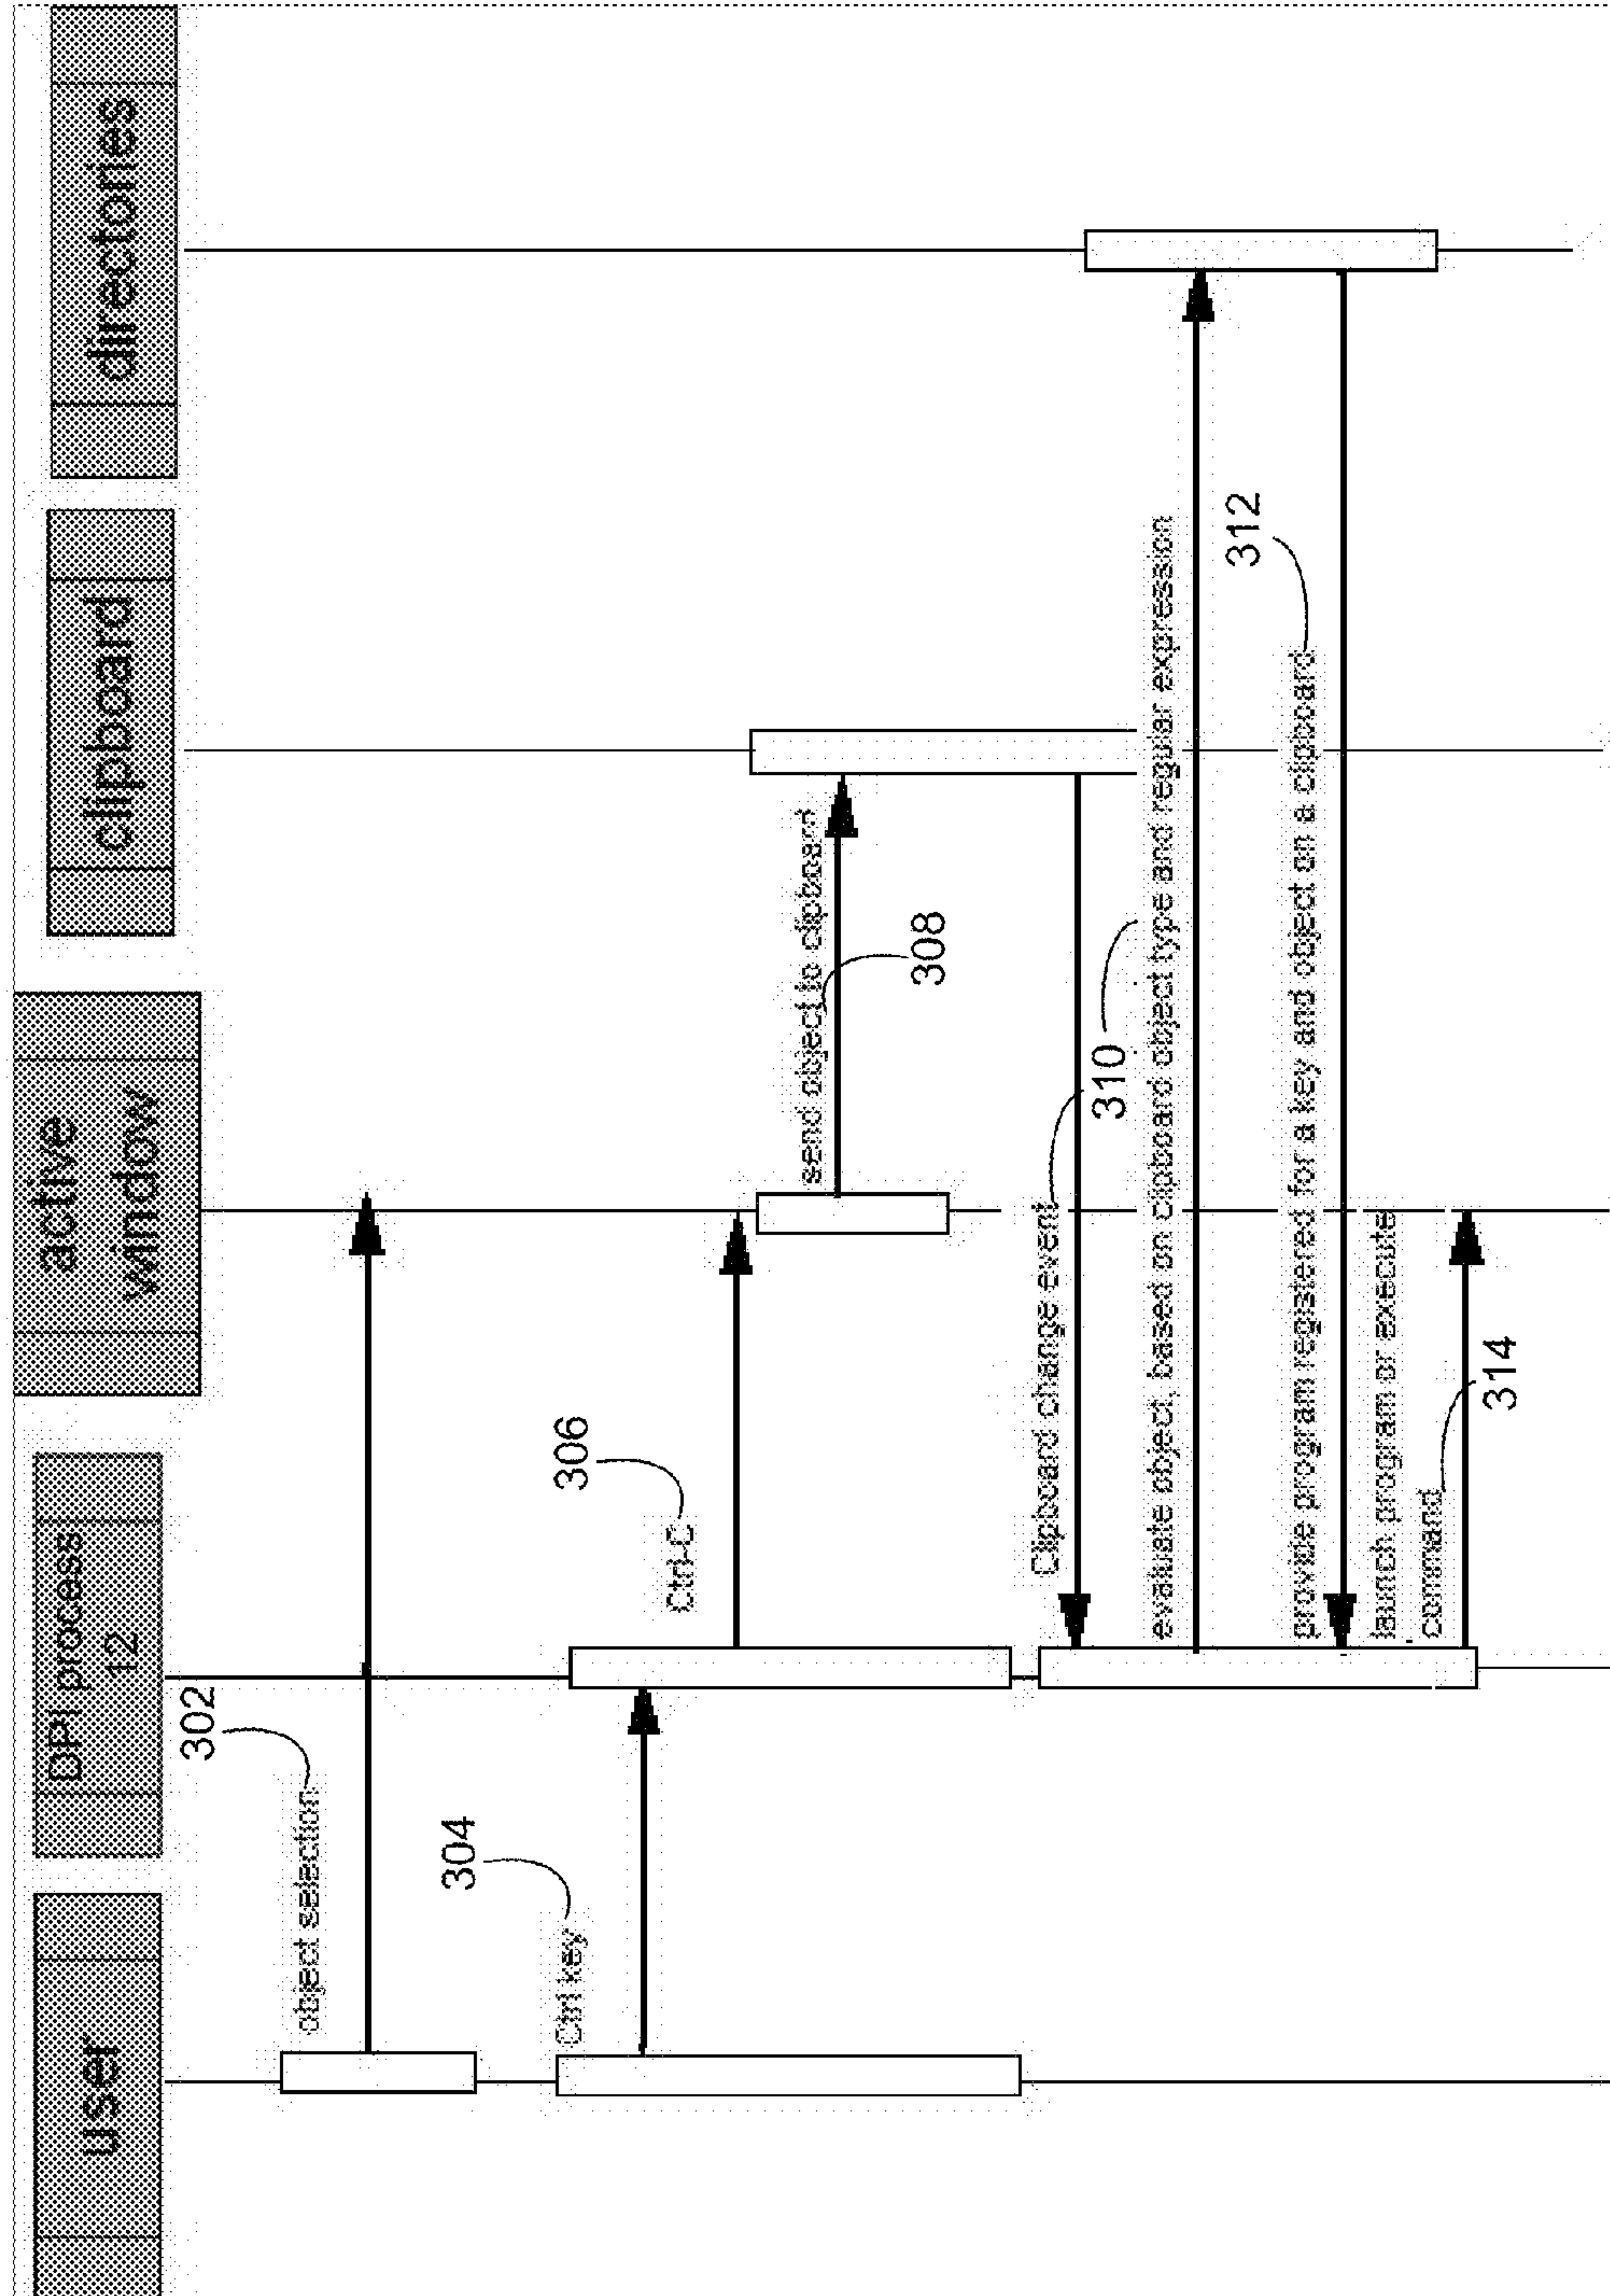 user
DPI process
12
active
window
clipboard
directories
302
object selection
304
Ctrl key
306
Ctrl-C
send object to clipboard
308
Clipboard change event
310
evaluate object, based on clipboard object type and regular expression
312
provide program registered for a key and object on a clipboard
launch program or execute
command
314